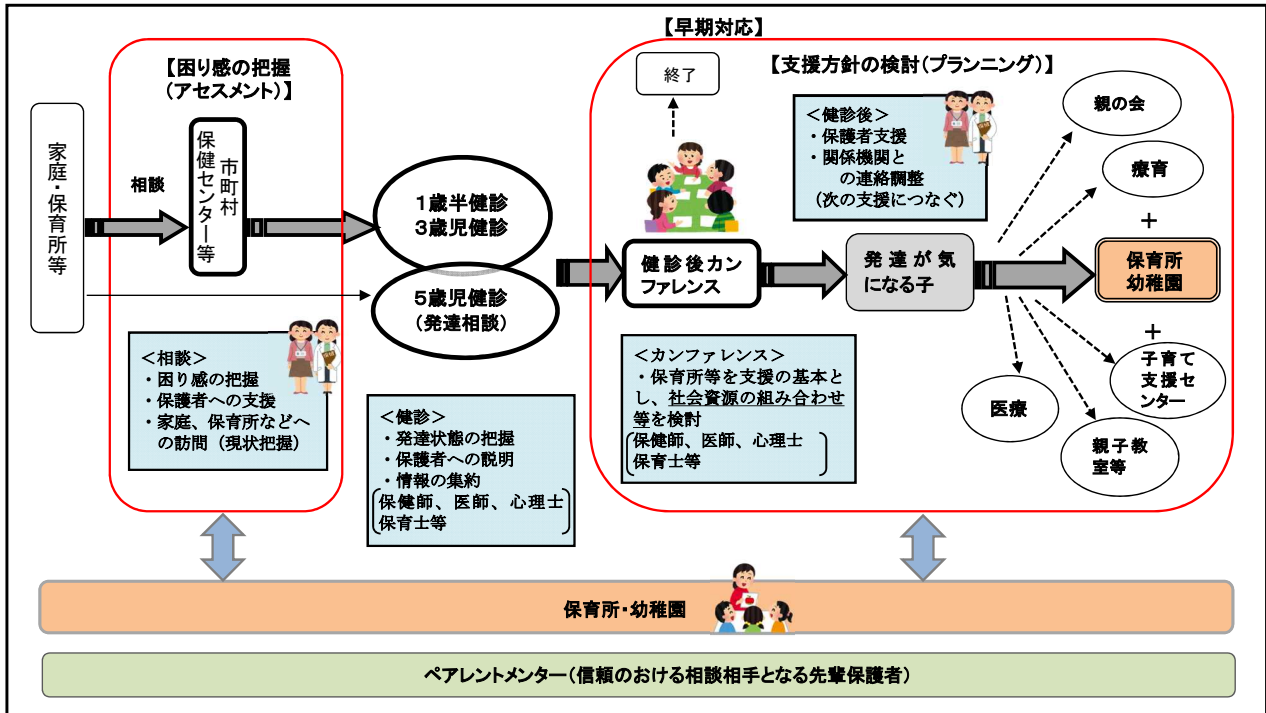 【早期対応】
【困り感の把握
(アセスメント)】
家庭・保育所等
相談
市町村
保健センター等
1歳半健診
3歳児健診
5歳児健診
(発達相談)
＜相談＞
・困り感の把握
・保護者への支援
・家庭、保育所などへ
の訪問（現状把握）
＜健診＞
・発達状態の把握
・保護者への説明
・情報の集約
保健師、医師、心理士
保育士等
【支援方針の検討(プランニング)】
終了
＜健診後＞
・保護者支援
・関係機関と
の連絡調整
（次の支援につなぐ）
健診後カン
ファレンス
発達が気
になる子
＜カンファレンス＞
・保育所等を支援の基本と
し、社会資源の組み合わせ
等を検討
保健師、医師、心理士
保育士等
親の会
療育
+
保育所
幼稚園
+
子育て
支援セン
ター
親子教
室等
医療
保育所・幼稚園
ペアレントメンター(信頼のおける相談相手となる先輩保護者)